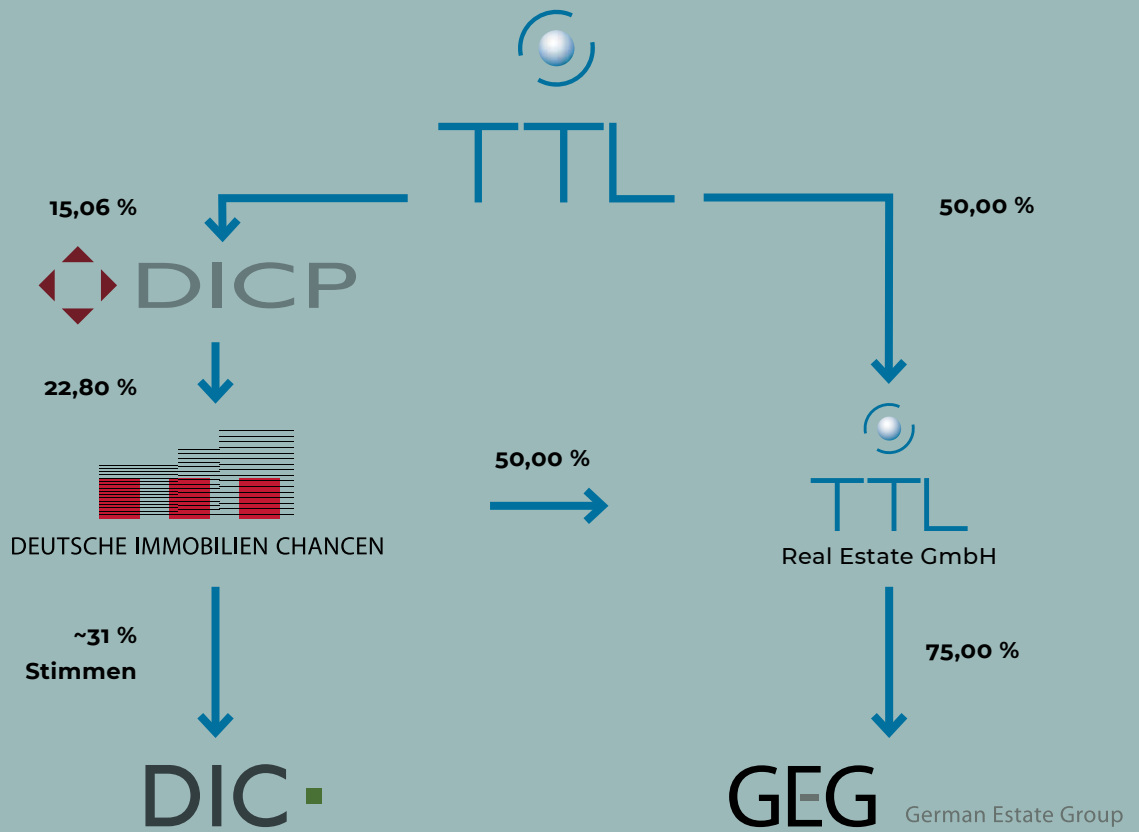 TTL
15,06 %
50,00 %
DICP
22,80 %
50,00 %
DEUTSCHE IMMOBILIEN CHANCEN
TTL
Real Estate GmbH
~31 %
Stimmen
75,00 %
DIC
GEG German Estate Group